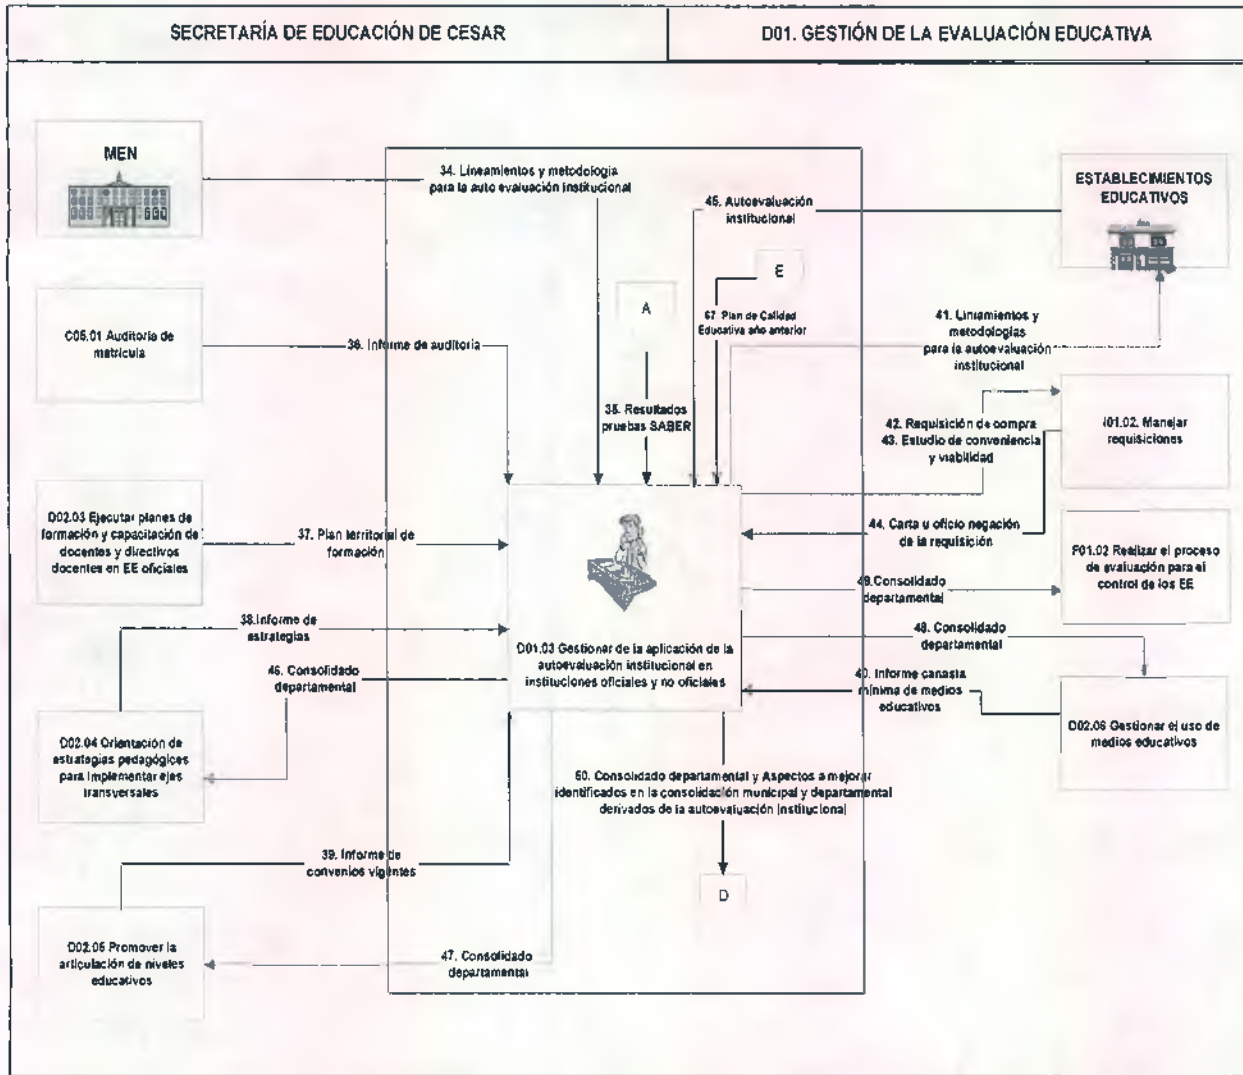 SECRETARÍA DE EDUCACIÓN DE CESAR
D01. GESTIÓN DE LA EVALUACIÓN EDUCATIVA
MEN
34. Lineamientos y metodología
para la auto evaluación institucional
45. Autoevaluación
institucional
ESTABLECIMIENTOS
EDUCATIVOS
E
A
67. Plan de Calidad
Educativa año anterior
C05.01 Auditoría de
matrícula
36. Informe de auditoría
41. Lineamientos y
metodologías
para la autoevaluación
institucional
35. Resultados
pruebas SABER
42. Requisición de compra
43. Estudio de conveniencia
y viabilidad
I01.02. Manejar
requisiciones
D02.03 Ejecutar planes de
formación y capacitación de
docentes y directivos
docentes en EE oficiales
37. Plan territorial de
formación
44. Carta u oficio negación
de la requisición
F01.02 Realizar el proceso
de evaluación para el
control de los EE
49.Consolidado
departamental
38.Informe de
estrategias
48. Consolidado
departamental
D01.03 Gestionar de la aplicación de la
autoevaluación institucional en
instituciones oficiales y no oficiales
46. Consolidado
departamental
40. Informe canasta
mínima de medios
educativos
D02.04 Orientación de
estrategias pedagógicas
para implementar ejes
transversales
D02.06 Gestionar el uso de
medios educativos
50. Consolidado departamental y Aspectos a mejorar
identificados en la consolidación municipal y departamental
derivados de la autoevaluación institucional
39. Informe de
convenios vigentes
D
D02.05 Promover la
articulación de niveles
educativos
47. Consolidado
departamental